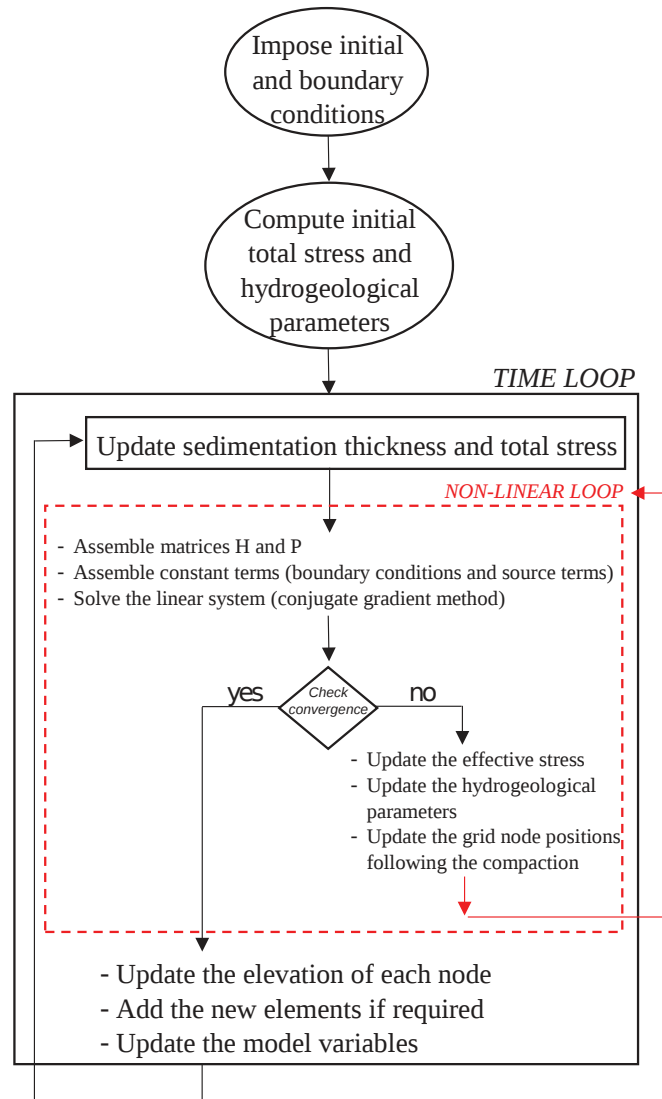 Impose initial
and boundary
conditions
Compute initial
total stress and
hydrogeological
parameters
TIME LOOP
Update sedimentation thickness and total stress
NON-LINEAR LOOP
- Assemble matrices H and P
- Assemble constant terms (boundary conditions and source terms)
- Solve the linear system (conjugate gradient method)
yes
Check
convergence
no
- Update the effective stress
- Update the hydrogeological
parameters
- Update the grid node positions
following the compaction
- Update the elevation of each node
- Add the new elements if required
- Update the model variables